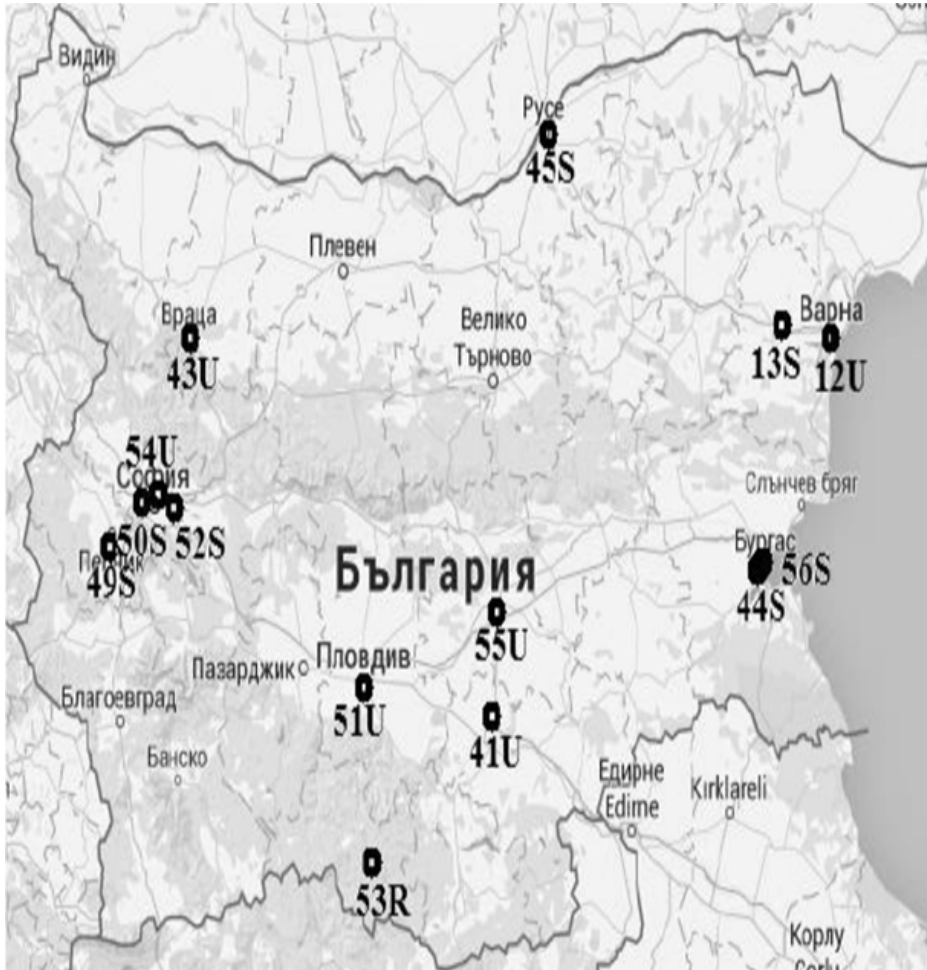 Видин
Русе
45S
Плевен
Враца
43U
Велико
Търново
Варна
13S
12U
54U
София
50S
52S
49S
Слънчев бряг
Бургас
56S
44S
България
55U
Пазарджик
Пловдив
51U
41U
Благоевград
Банско
Едирне
Edirne
Kırklareli
53R
Корлу